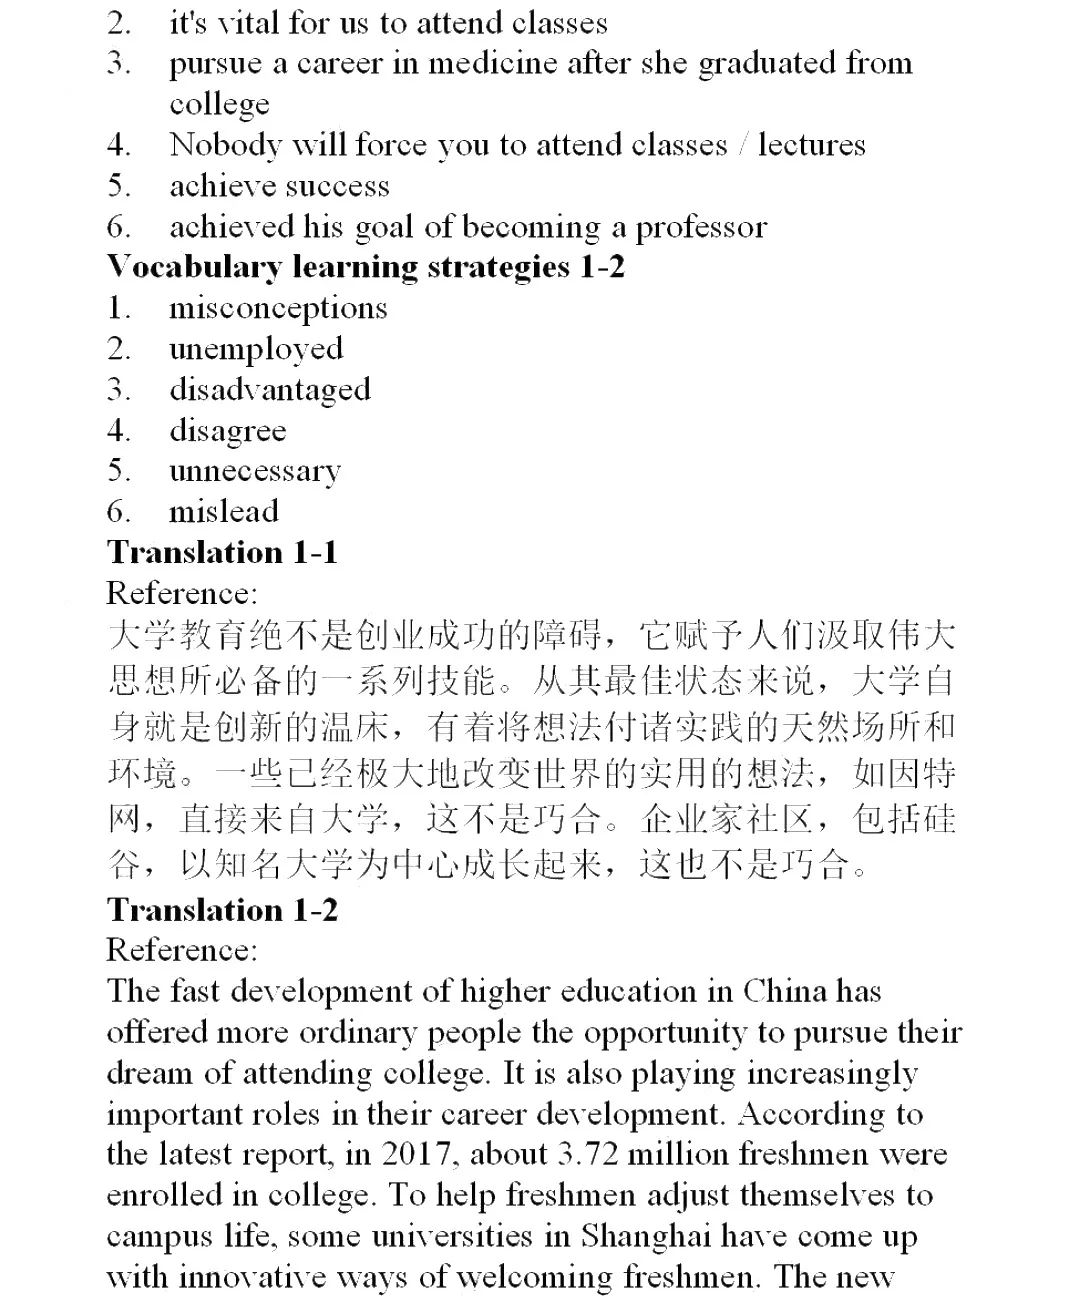 2. it's vital for us to attend classes
3. pursue a career in medicine after she graduated from
college
4. Nobody will force you to attend classes / lectures
5. achieve success
6. achieved his goal of becoming a professor
Vocabulary learning strategies 1-2
1. misconceptions
2. unemployed
3. disadvantaged
4. disagree
5. unnecessary
6. mislead
Translation 1-1
Reference:
大学教育绝不是创业成功的障碍，它赋予人们汲取伟大
思想所必备的一系列技能。从其最佳状态来说，大学自
身就是创新的温床，有着将想法付诸实践的天然场所和
环境。一些已经极大地改变世界的实用的想法，如因特
网，直接来自大学，这不是巧合。企业家社区，包括硅
谷，以知名大学为中心成长起来，这也不是巧合。
Translation 1-2
Reference:
The fast development of higher education in China has
offered more ordinary people the opportunity to pursue their
dream of attending college. It is also playing increasingly
important roles in their career development. According to
the latest report, in 2017, about 3.72 million freshmen were
enrolled in college. To help freshmen adjust themselves to
campus life, some universities in Shanghai have come up
with innovative ways of welcoming freshmen. The new